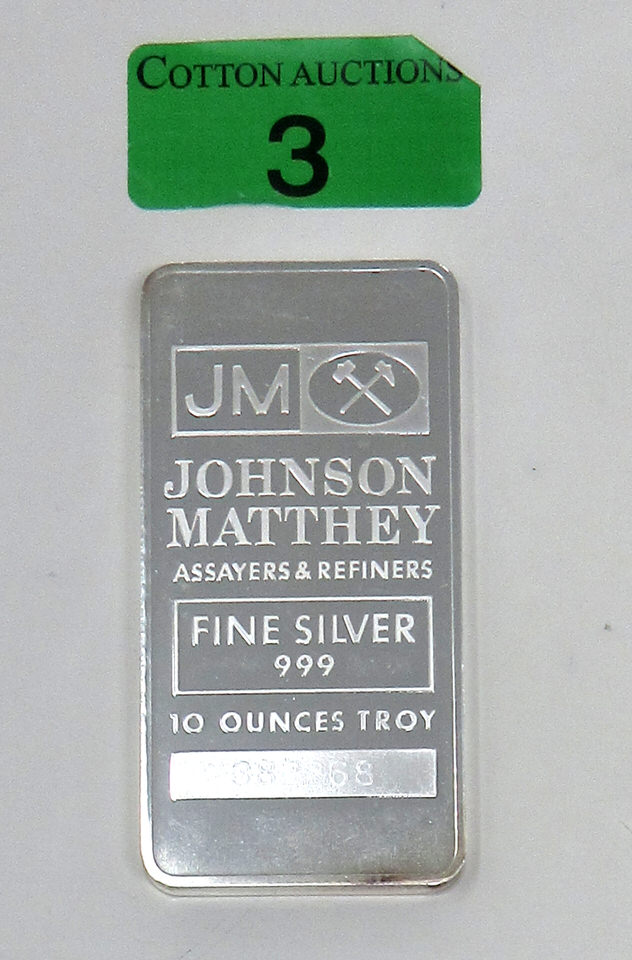 COTTON AUCTIONS
3
JM
JOHNSON
MATTHEY
ASSAYERS & REFINERS
FINE SILVER
999
10 OUNCES TROY